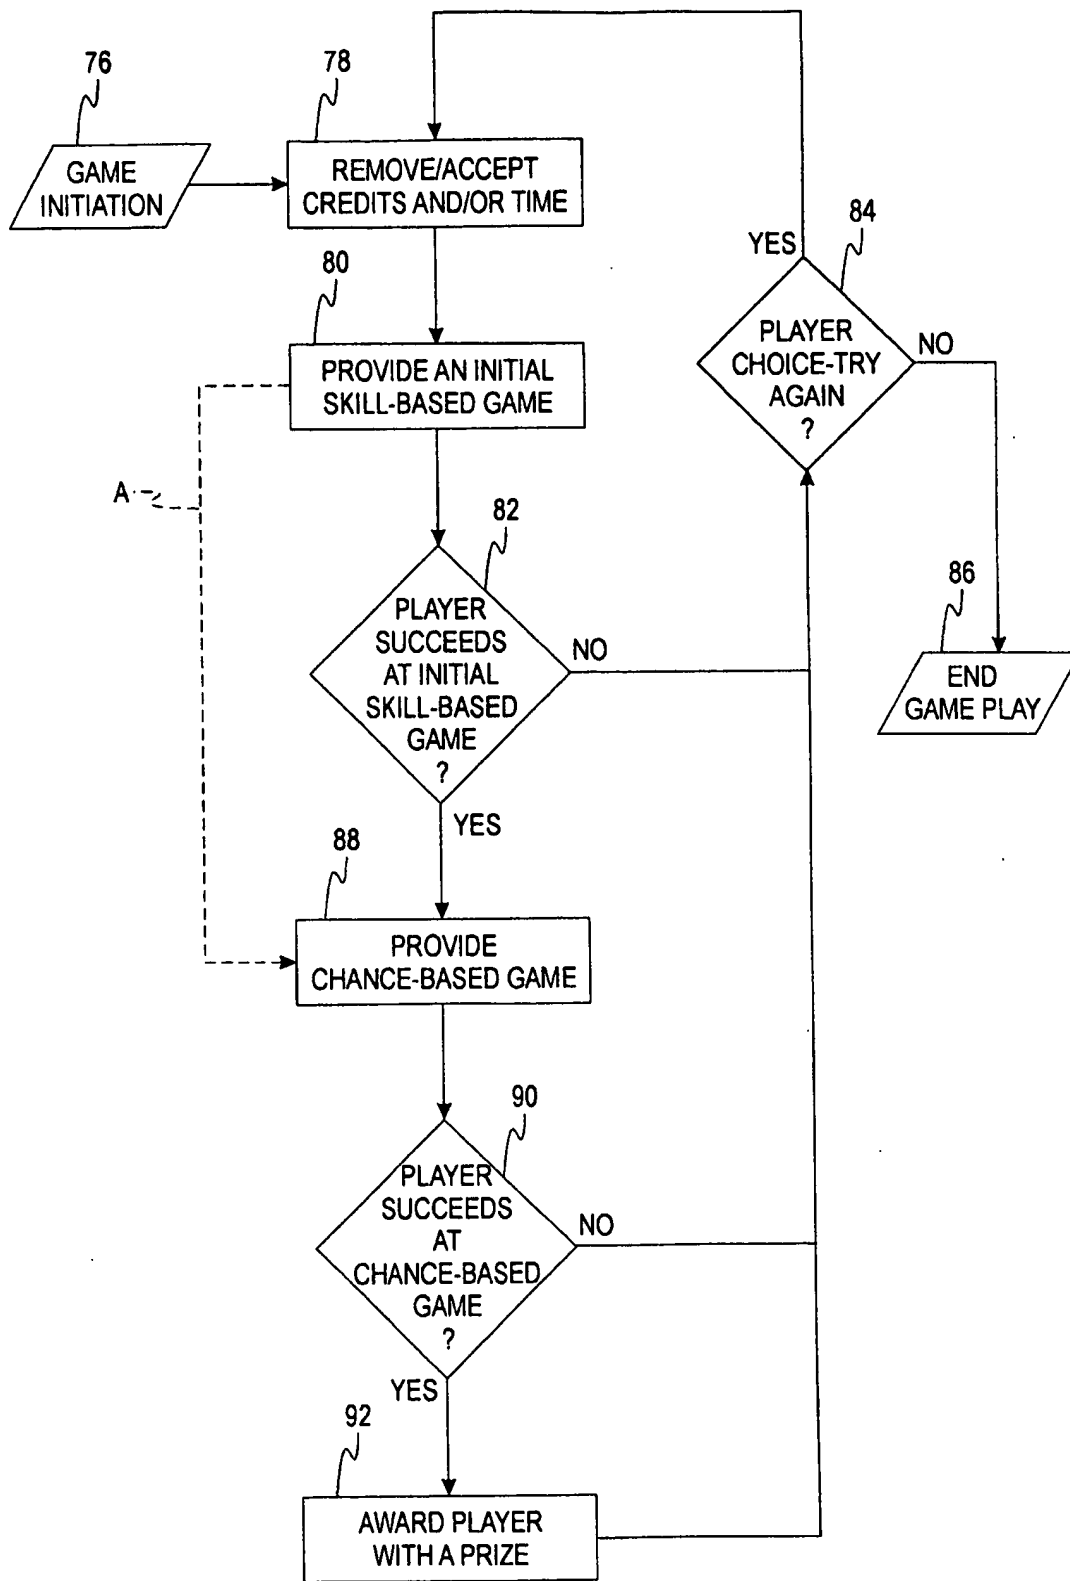 76
GAME
INITIATION
78
REMOVE/ACCEPT
CREDITS AND/OR TIME
80
PROVIDE AN INITIAL
SKILL-BASED GAME
A
82
PLAYER
SUCCEEDS
AT INITIAL
SKILL-BASED
GAME
?
NO
YES
84
YES
PLAYER
CHOICE-TRY
AGAIN
?
NO
86
END
GAME PLAY
88
PROVIDE
CHANCE-BASED GAME
90
PLAYER
SUCCEEDS
AT
CHANCE-BASED
GAME
?
NO
YES
92
AWARD PLAYER
WITH A PRIZE